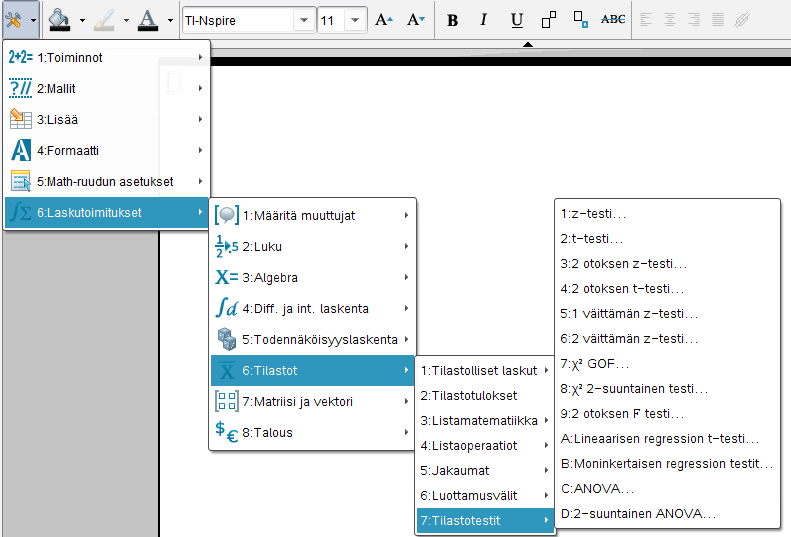 TI-Nspire 11 A A B I U ABC
2+2= 1:Toiminnot
2:Mallit
3:Lisää
4:Formaatti
5:Math-ruudun asetukset
6:Laskutoimitukset
1:Määritä muuttujat
2:Luku
3:Algebra
4:Diff. ja int. laskenta
5:Todennäköisyyslaskenta
6:Tilastot
7:Matriisi ja vektori
8:Talous
1:Tilastolliset laskut
2:Tilastotulokset
3:Listamatematiikka
4:Listaoperaatiot
5:Jakaumat
6:Luottamusvälit
7:Tilastotestit
1:z-testi...
2:t-testi...
3:2 otoksen z-testi...
4:2 otoksen t-testi...
5:1 väittämän z-testi...
6:2 väittämän z-testi...
7:χ² GOF...
8:χ² 2-suuntainen testi...
9:2 otoksen F testi...
A:Lineaarisen regression t-testi...
B:Moninkertaisen regression testit...
C:ANOVA...
D:2-suuntainen ANOVA...